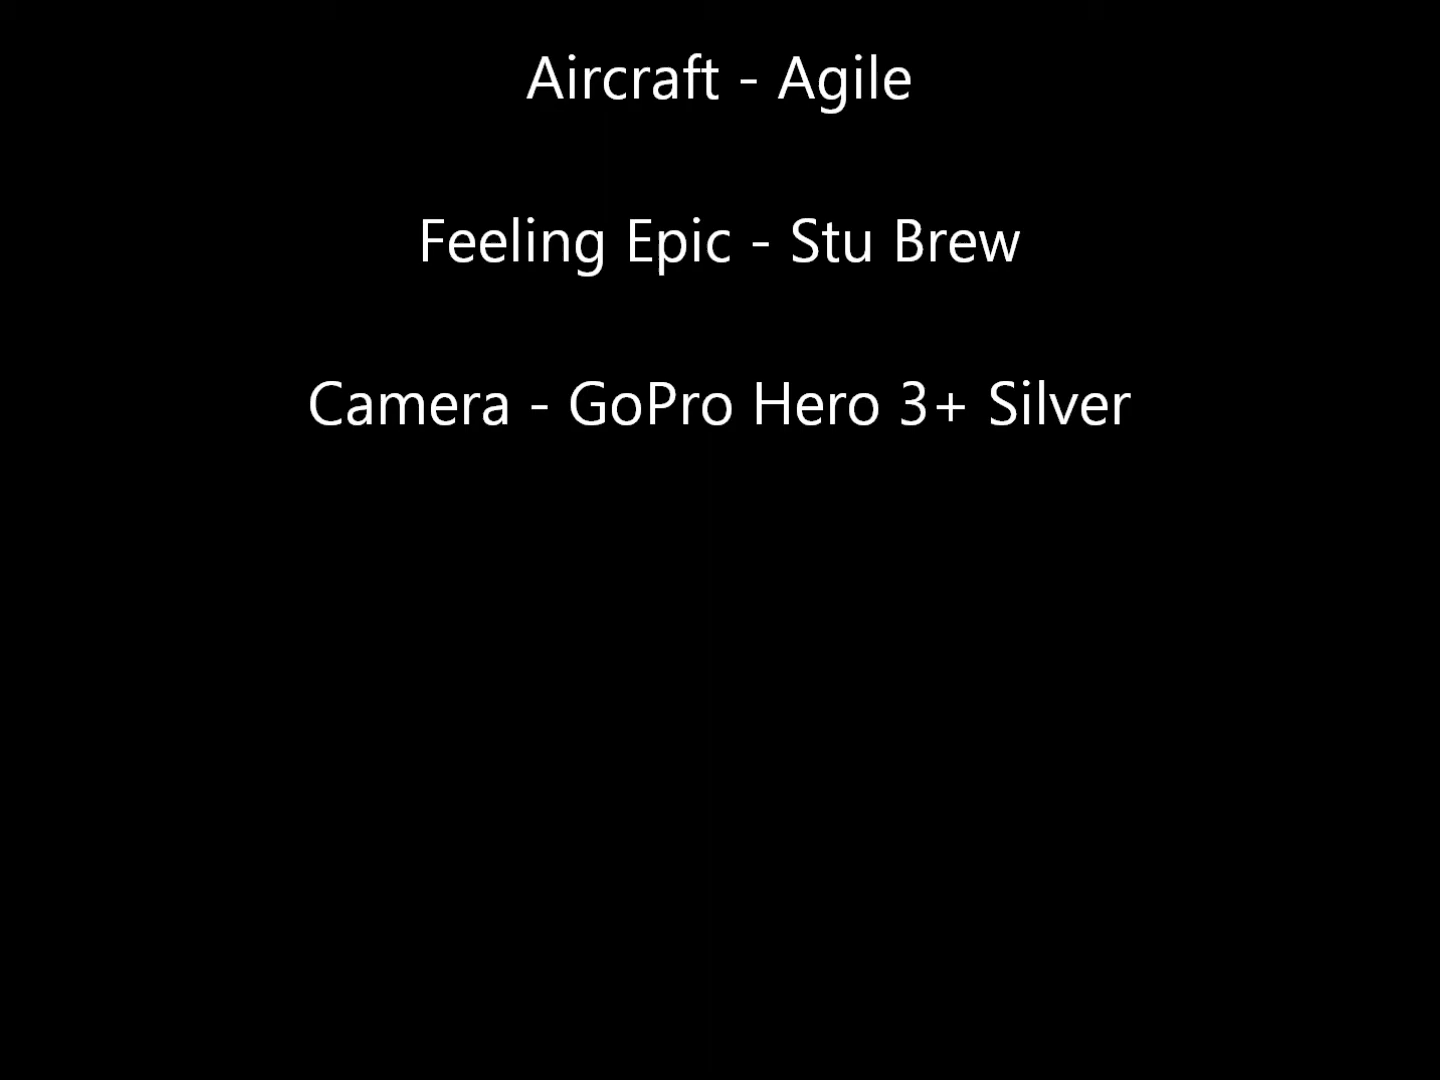 Aircraft - Agile
Feeling Epic - Stu Brew
Camera - GoPro Hero 3+ Silver